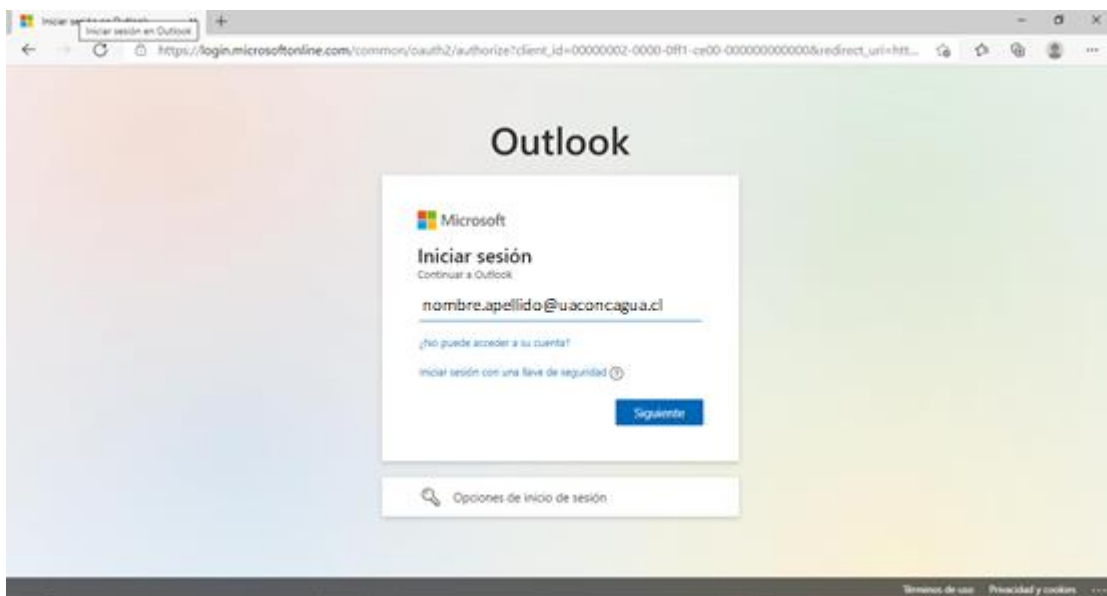 Iniciar sesión en Outlook
https://login.microsoftonline.com/common/oauth2/authorize?client_id=00000002-0000-0ff1-ce00-000000000000&redirect_uri=htt...
Outlook
Microsoft
Iniciar sesión
Continuar a Outlook
nombre.apellido@uaconcagua.cl
¿No puede acceder a su cuenta?
Iniciar sesión con una llave de seguridad
Siguiente
Opciones de inicio de sesión
Términos de uso Privacidad y cookies ...